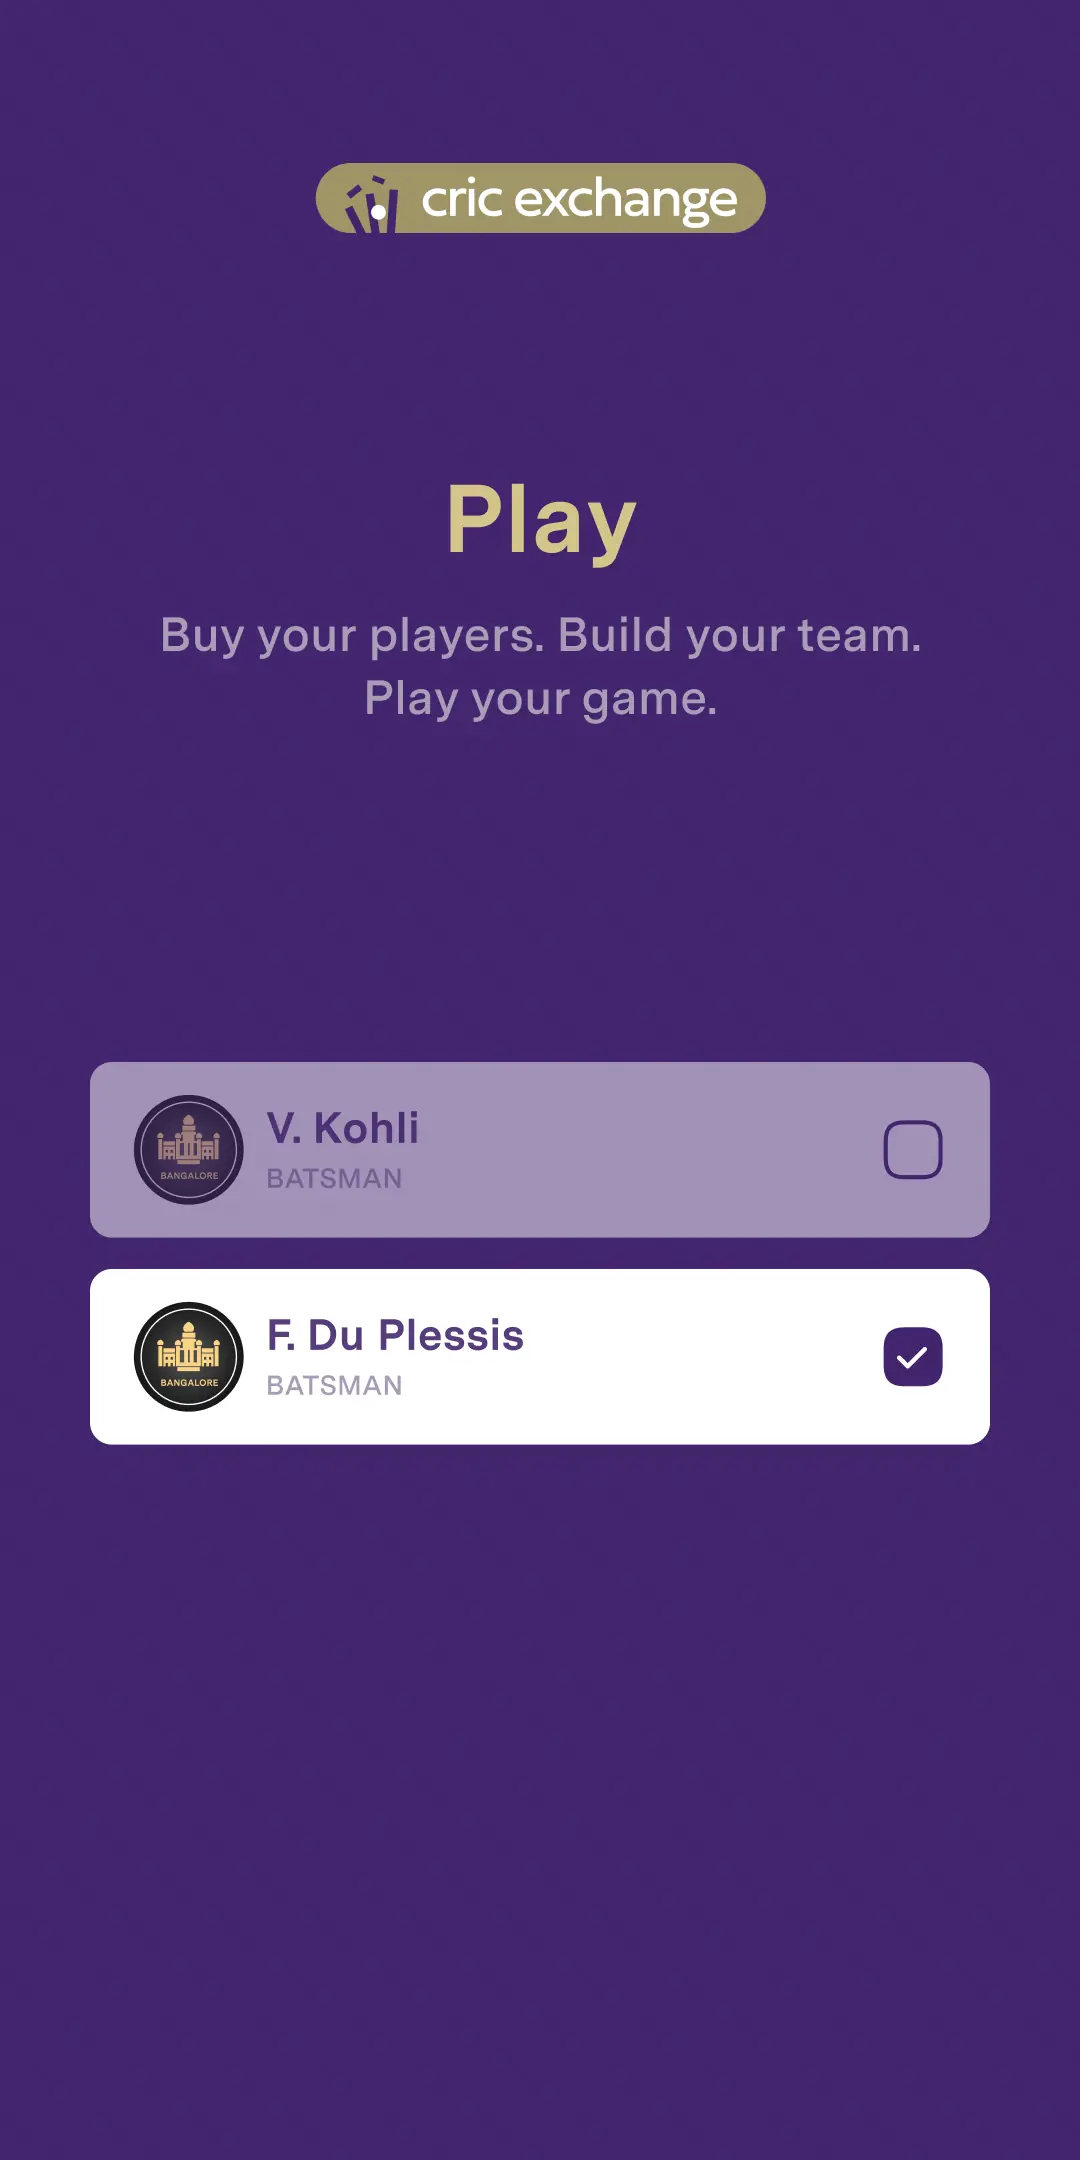 cric exchange
Play
Buy your players. Build your team.
Play your game.
V. Kohli
BATSMAN
BANGALORE
F. Du Plessis
BATSMAN
BANGALORE